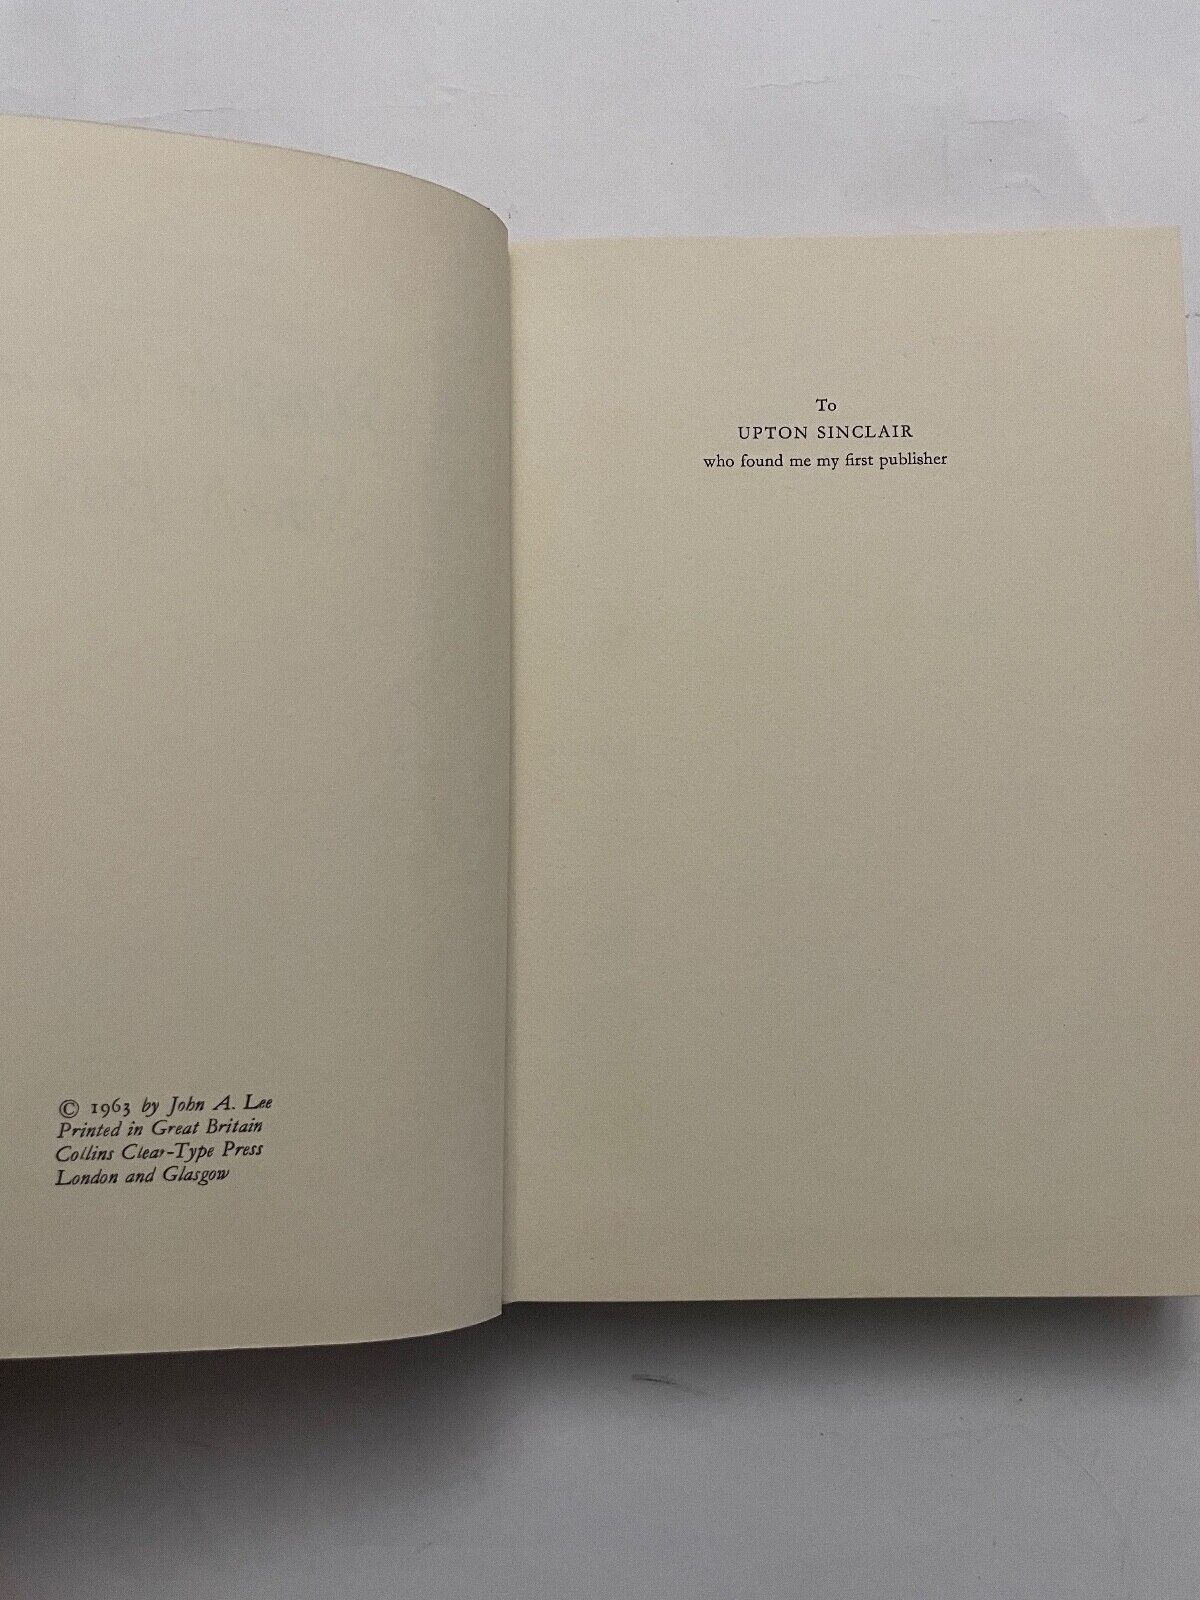 © 1963 by John A. Lee
Printed in Great Britain
Collins Clear-Type Press
London and Glasgow
To
UPTON SINCLAIR
who found me my first publisher